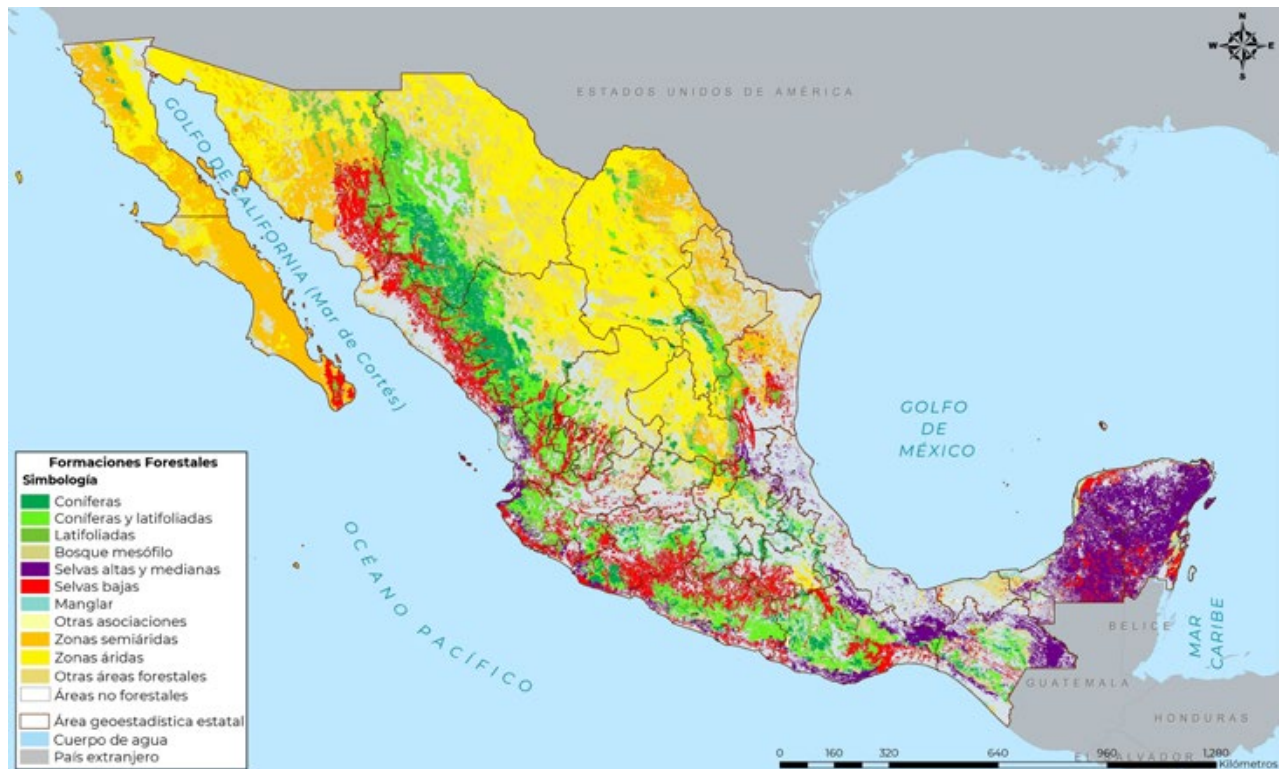 N
W E
S
ESTADOS UNIDOS DE AMÉRICA
GOLFO DE CALIFORNIA (Mar de Cortés)
GOLFO
DE
MÉXICO
OCÉANO PACÍFICO
MAR
CARIBE
BELICE
GUATEMALA
HONDURAS
EL SALVADOR
Formaciones Forestales
Simbología
Coníferas
Coníferas y latifoliadas
Latifoliadas
Bosque mesófilo
Selvas altas y medianas
Selvas bajas
Manglar
Otras asociaciones
Zonas semiáridas
Zonas áridas
Otras áreas forestales
Áreas no forestales
Área geoestadística estatal
Cuerpo de agua
País extranjero
0 160 320 640 960 1,280
Kilómetros